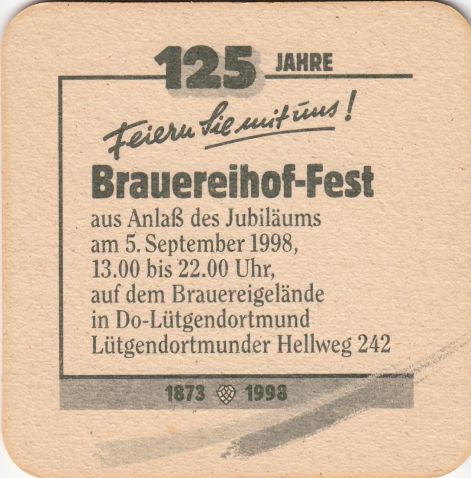 125 JAHRE
Feiern Sie mit uns!
Brauereihof-Fest
aus Anlaß des Jubiläums
am 5. September 1998,
13.00 bis 22.00 Uhr,
auf dem Brauereigelände
in Do-Lütgendortmund
Lütgendortmunder Hellweg 242
1873 1998